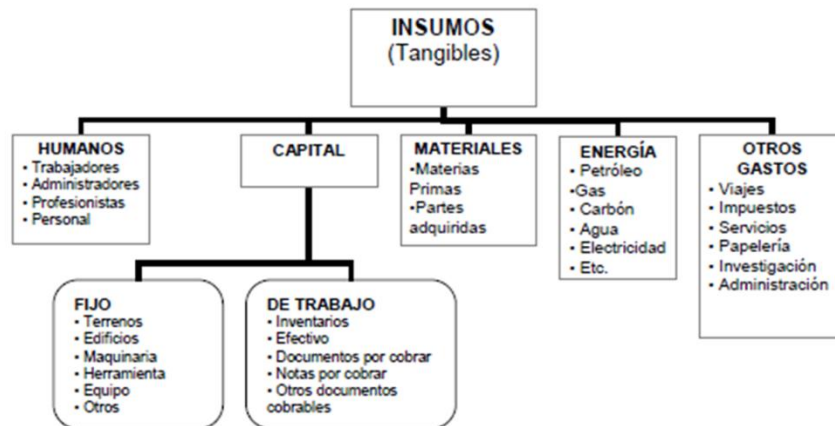 INSUMOS
(Tangibles)
HUMANOS
• Trabajadores
• Administradores
• Profesionistas
• Personal
CAPITAL
MATERIALES
•Materias
Primas
•Partes
adquiridas
ENERGÍA
• Petróleo
•Gas
• Carbón
• Agua
• Electricidad
• Etc.
OTROS
GASTOS
• Viajes
• Impuestos
• Servicios
• Papelería
• Investigación
• Administración
FIJO
• Terrenos
• Edificios
• Maquinaria
• Herramienta
• Equipo
• Otros
DE TRABAJO
• Inventarios
• Efectivo
• Documentos por cobrar
• Notas por cobrar
• Otros documentos
cobrables